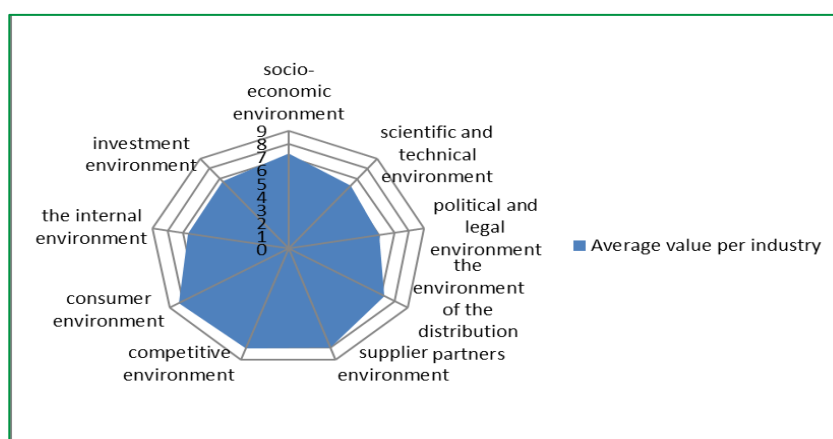 socio-
economic
environment
9
8
7
6
5
4
3
2
1
0
scientific and
technical
environment
political and
legal
environment
the
environment
of the
distribution
partners
supplier
environment
competitive
environment
consumer
environment
the internal
environment
investment
environment
Average value per industry